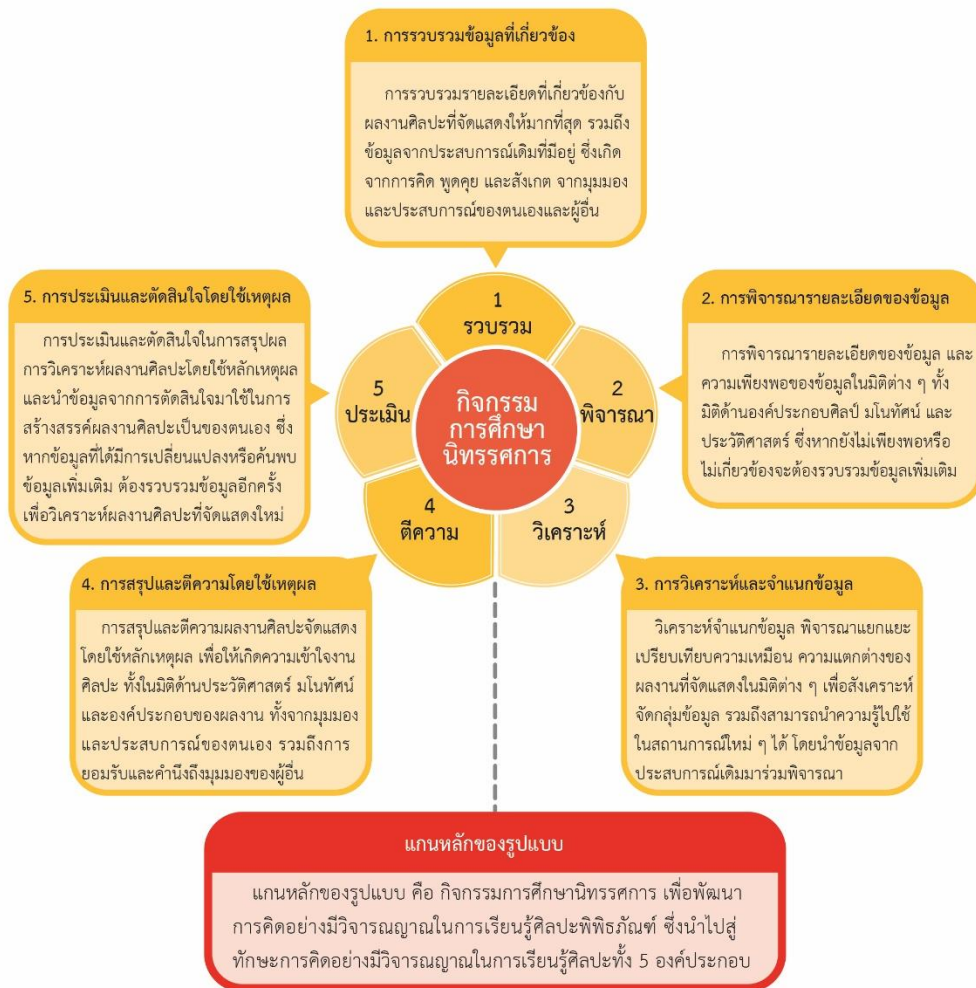 1. การรวบรวมข้อมูลที่เกี่ยวข้อง
การรวบรวมรายละเอียดที่เกี่ยวข้องกับ
ผลงานศิลปะที่จัดแสดงให้มากที่สุด รวมถึง
ข้อมูลจากประสบการณ์เดิมที่มีอยู่ ซึ่งเกิด
จากการคิด พูดคุย และสังเกต จากมุมมอง
และประสบการณ์ของตนเองและผู้อื่น
5. การประเมินและตัดสินใจโดยใช้เหตุผล
การประเมินและตัดสินใจในการสรุปผล
การวิเคราะห์ผลงานศิลปะโดยใช้หลักเหตุผล
และนำข้อมูลจากการตัดสินใจมาใช้ในการ
สร้างสรรค์ผลงานศิลปะเป็นของตนเอง ซึ่ง
หากข้อมูลที่ได้มีการเปลี่ยนแปลงหรือค้นพบ
ข้อมูลเพิ่มเติม ต้องรวบรวมข้อมูลอีกครั้ง
เพื่อวิเคราะห์ผลงานศิลปะที่จัดแสดงใหม่
1
รวบรวม
5
ประเมิน
กิจกรรม
การศึกษา
นิทรรศการ
2
พิจารณา
4
ตีความ
3
วิเคราะห์
2. การพิจารณารายละเอียดของข้อมูล
การพิจารณารายละเอียดของข้อมูล และ
ความเพียงพอของข้อมูลในมิติต่าง ๆ ทั้ง
มิติด้านองค์ประกอบศิลป์ มโนทัศน์ และ
ประวัติศาสตร์ ซึ่งหากยังไม่เพียงพอหรือ
ไม่เกี่ยวข้องจะต้องรวบรวมข้อมูลเพิ่มเติม
4. การสรุปและตีความโดยใช้เหตุผล
การสรุปและตีความผลงานศิลปะจัดแสดง
โดยใช้หลักเหตุผล เพื่อให้เกิดความเข้าใจงาน
ศิลปะ ทั้งในมิติด้านประวัติศาสตร์ มโนทัศน์
และองค์ประกอบของผลงาน ทั้งจากมุมมอง
และประสบการณ์ของตนเอง รวมถึงการ
ยอมรับและคำนึงถึงมุมมองของผู้อื่น
3. การวิเคราะห์และจำแนกข้อมูล
วิเคราะห์จำแนกข้อมูล พิจารณาแยกแยะ
เปรียบเทียบความเหมือน ความแตกต่างของ
ผลงานที่จัดแสดงในมิติต่าง ๆ เพื่อสังเคราะห์
จัดกลุ่มข้อมูล รวมถึงสามารถนำความรู้ไปใช้
ในสถานการณ์ใหม่ ๆ ได้ โดยนำข้อมูลจาก
ประสบการณ์เดิมมาร่วมพิจารณา
แกนหลักของรูปแบบ
แกนหลักของรูปแบบ คือ กิจกรรมการศึกษานิทรรศการ เพื่อพัฒนา
การคิดอย่างมีวิจารณญาณในการเรียนรู้ศิลปะพิพิธภัณฑ์ ซึ่งนำไปสู่
ทักษะการคิดอย่างมีวิจารณญาณในการเรียนรู้ศิลปะทั้ง 5 องค์ประกอบ